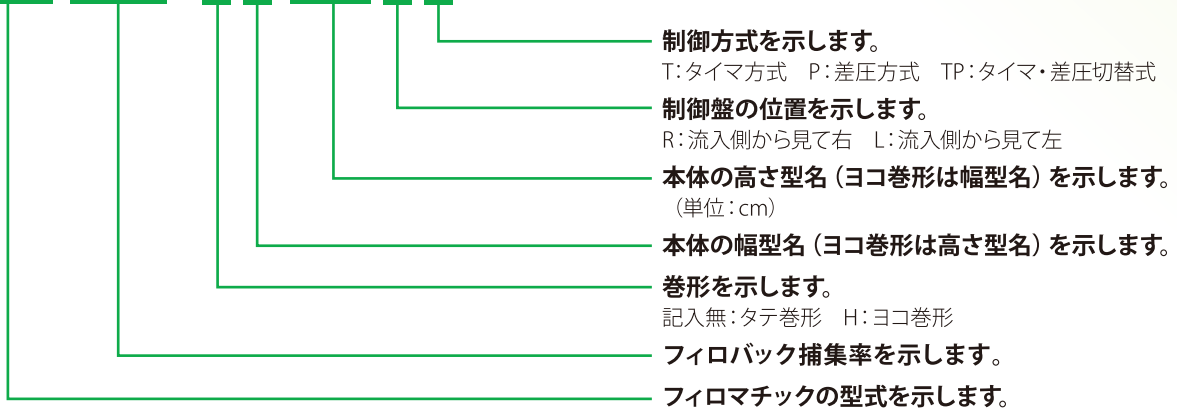 制御方式を示します。
T：タイマ方式　P：差圧方式　TP：タイマ・差圧切替式
制御盤の位置を示します。
R：流入側から見て右　L：流入側から見て左
本体の高さ型名（ヨコ巻形は幅型名）を示します。
（単位：cm）
本体の幅型名（ヨコ巻形は高さ型名）を示します。
巻形を示します。
記入無：タテ巻形　H：ヨコ巻形
フィロバック捕集率を示します。
フィロマチックの型式を示します。